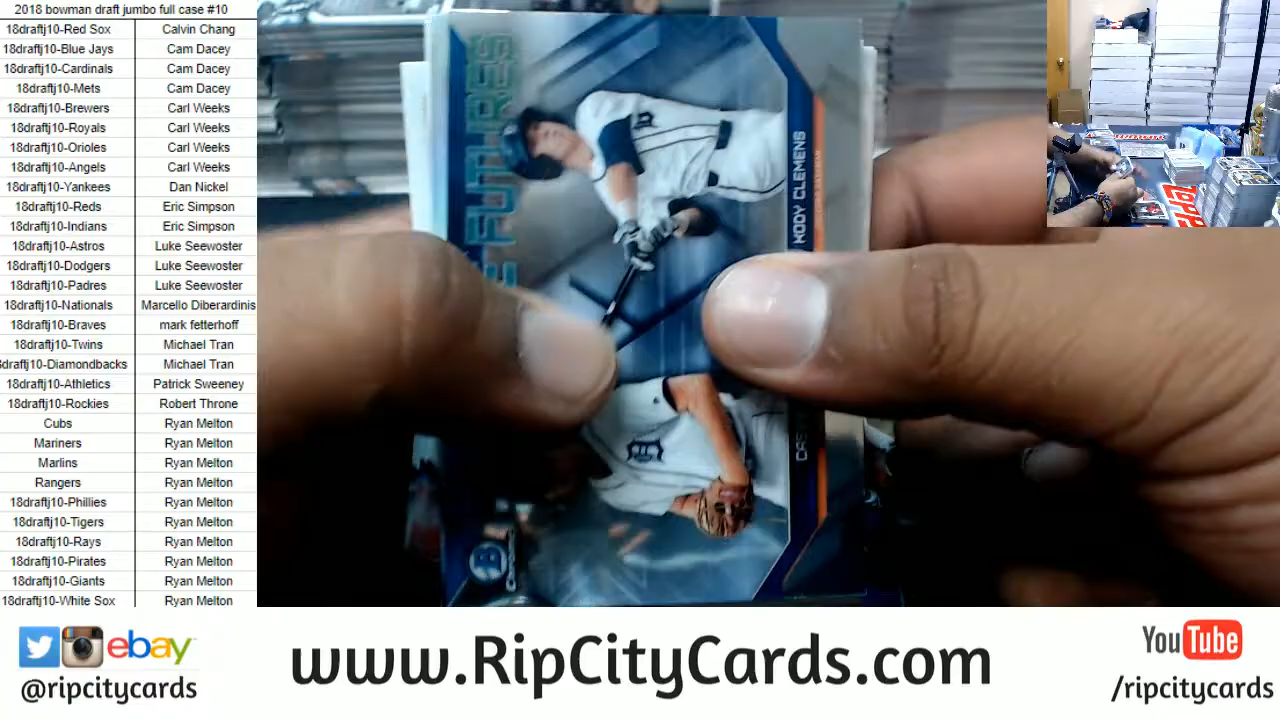 2018 bowman draft jumbo full case #10
18draftj10-Red Sox Calvin Chang
18draftj10-Blue Jays Cam Dacey
18draftj10-Cardinals Cam Dacey
18draftj10-Mets Cam Dacey
18draftj10-Brewers Carl Weeks
18draftj10-Royals Carl Weeks
18draftj10-Orioles Carl Weeks
18draftj10-Angels Carl Weeks
18draftj10-Yankees Dan Nickel
18draftj10-Reds Eric Simpson
18draftj10-Indians Eric Simpson
18draftj10-Astros Luke Seewoster
18draftj10-Dodgers Luke Seewoster
18draftj10-Padres Luke Seewoster
18draftj10-Nationals Marcello Diberardinis
18draftj10-Braves mark fetterhoff
18draftj10-Twins Michael Tran
draftj10-Diamondbacks Michael Tran
18draftj10-Athletics Patrick Sweeney
18draftj10-Rockies Robert Throne
Cubs Ryan Melton
Mariners Ryan Melton
Marlins Ryan Melton
Rangers Ryan Melton
18draftj10-Phillies Ryan Melton
18draftj10-Tigers Ryan Melton
18draftj10-Rays Ryan Melton
18draftj10-Pirates Ryan Melton
18draftj10-Giants Ryan Melton
18draftj10-White Sox Ryan Melton
FUTURES
KODY CLEMENS
TOPPS
ebay
@ripcitycards
www.RipCityCards.com
YouTube
/ripcitycards